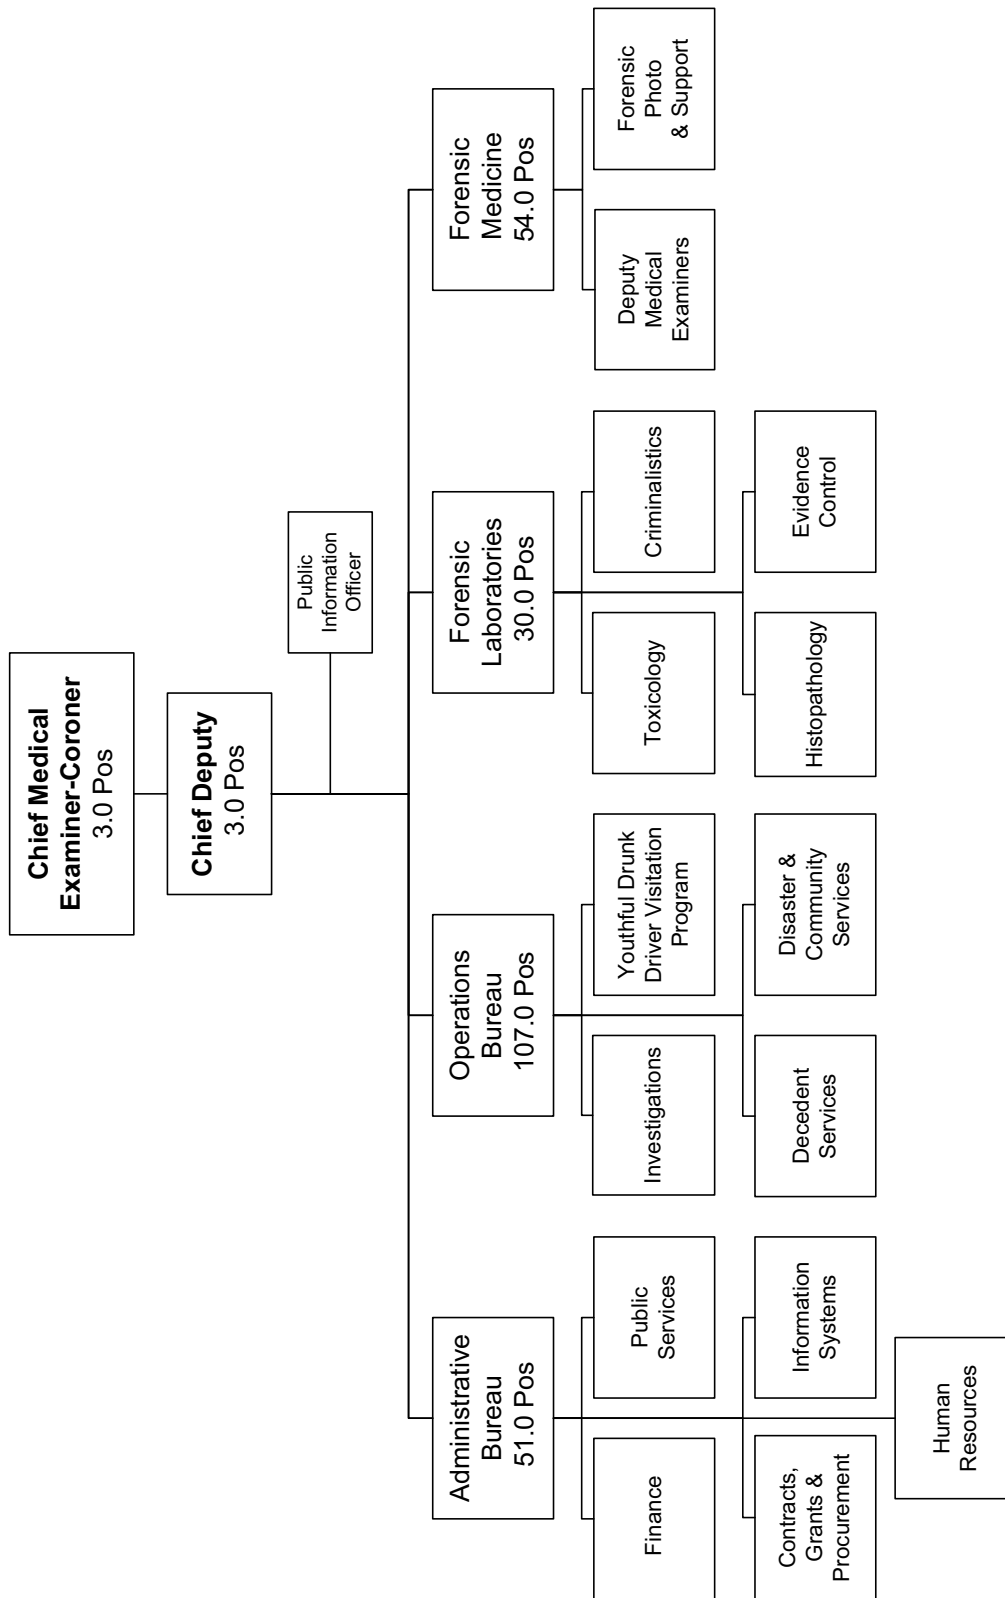 Chief Medical
Examiner-Coroner
3.0 Pos
Chief Deputy
3.0 Pos
Public
Information
Officer
Administrative
Bureau
51.0 Pos
Operations
Bureau
107.0 Pos
Forensic
Laboratories
30.0 Pos
Forensic
Medicine
54.0 Pos
Finance
Public
Services
Investigations
Youthful Drunk
Driver Visitation
Program
Toxicology
Criminalistics
Deputy
Medical
Examiners
Forensic
Photo
& Support
Contracts,
Grants &
Procurement
Information
Systems
Decedent
Services
Disaster &
Community
Services
Histopathology
Evidence
Control
Human
Resources